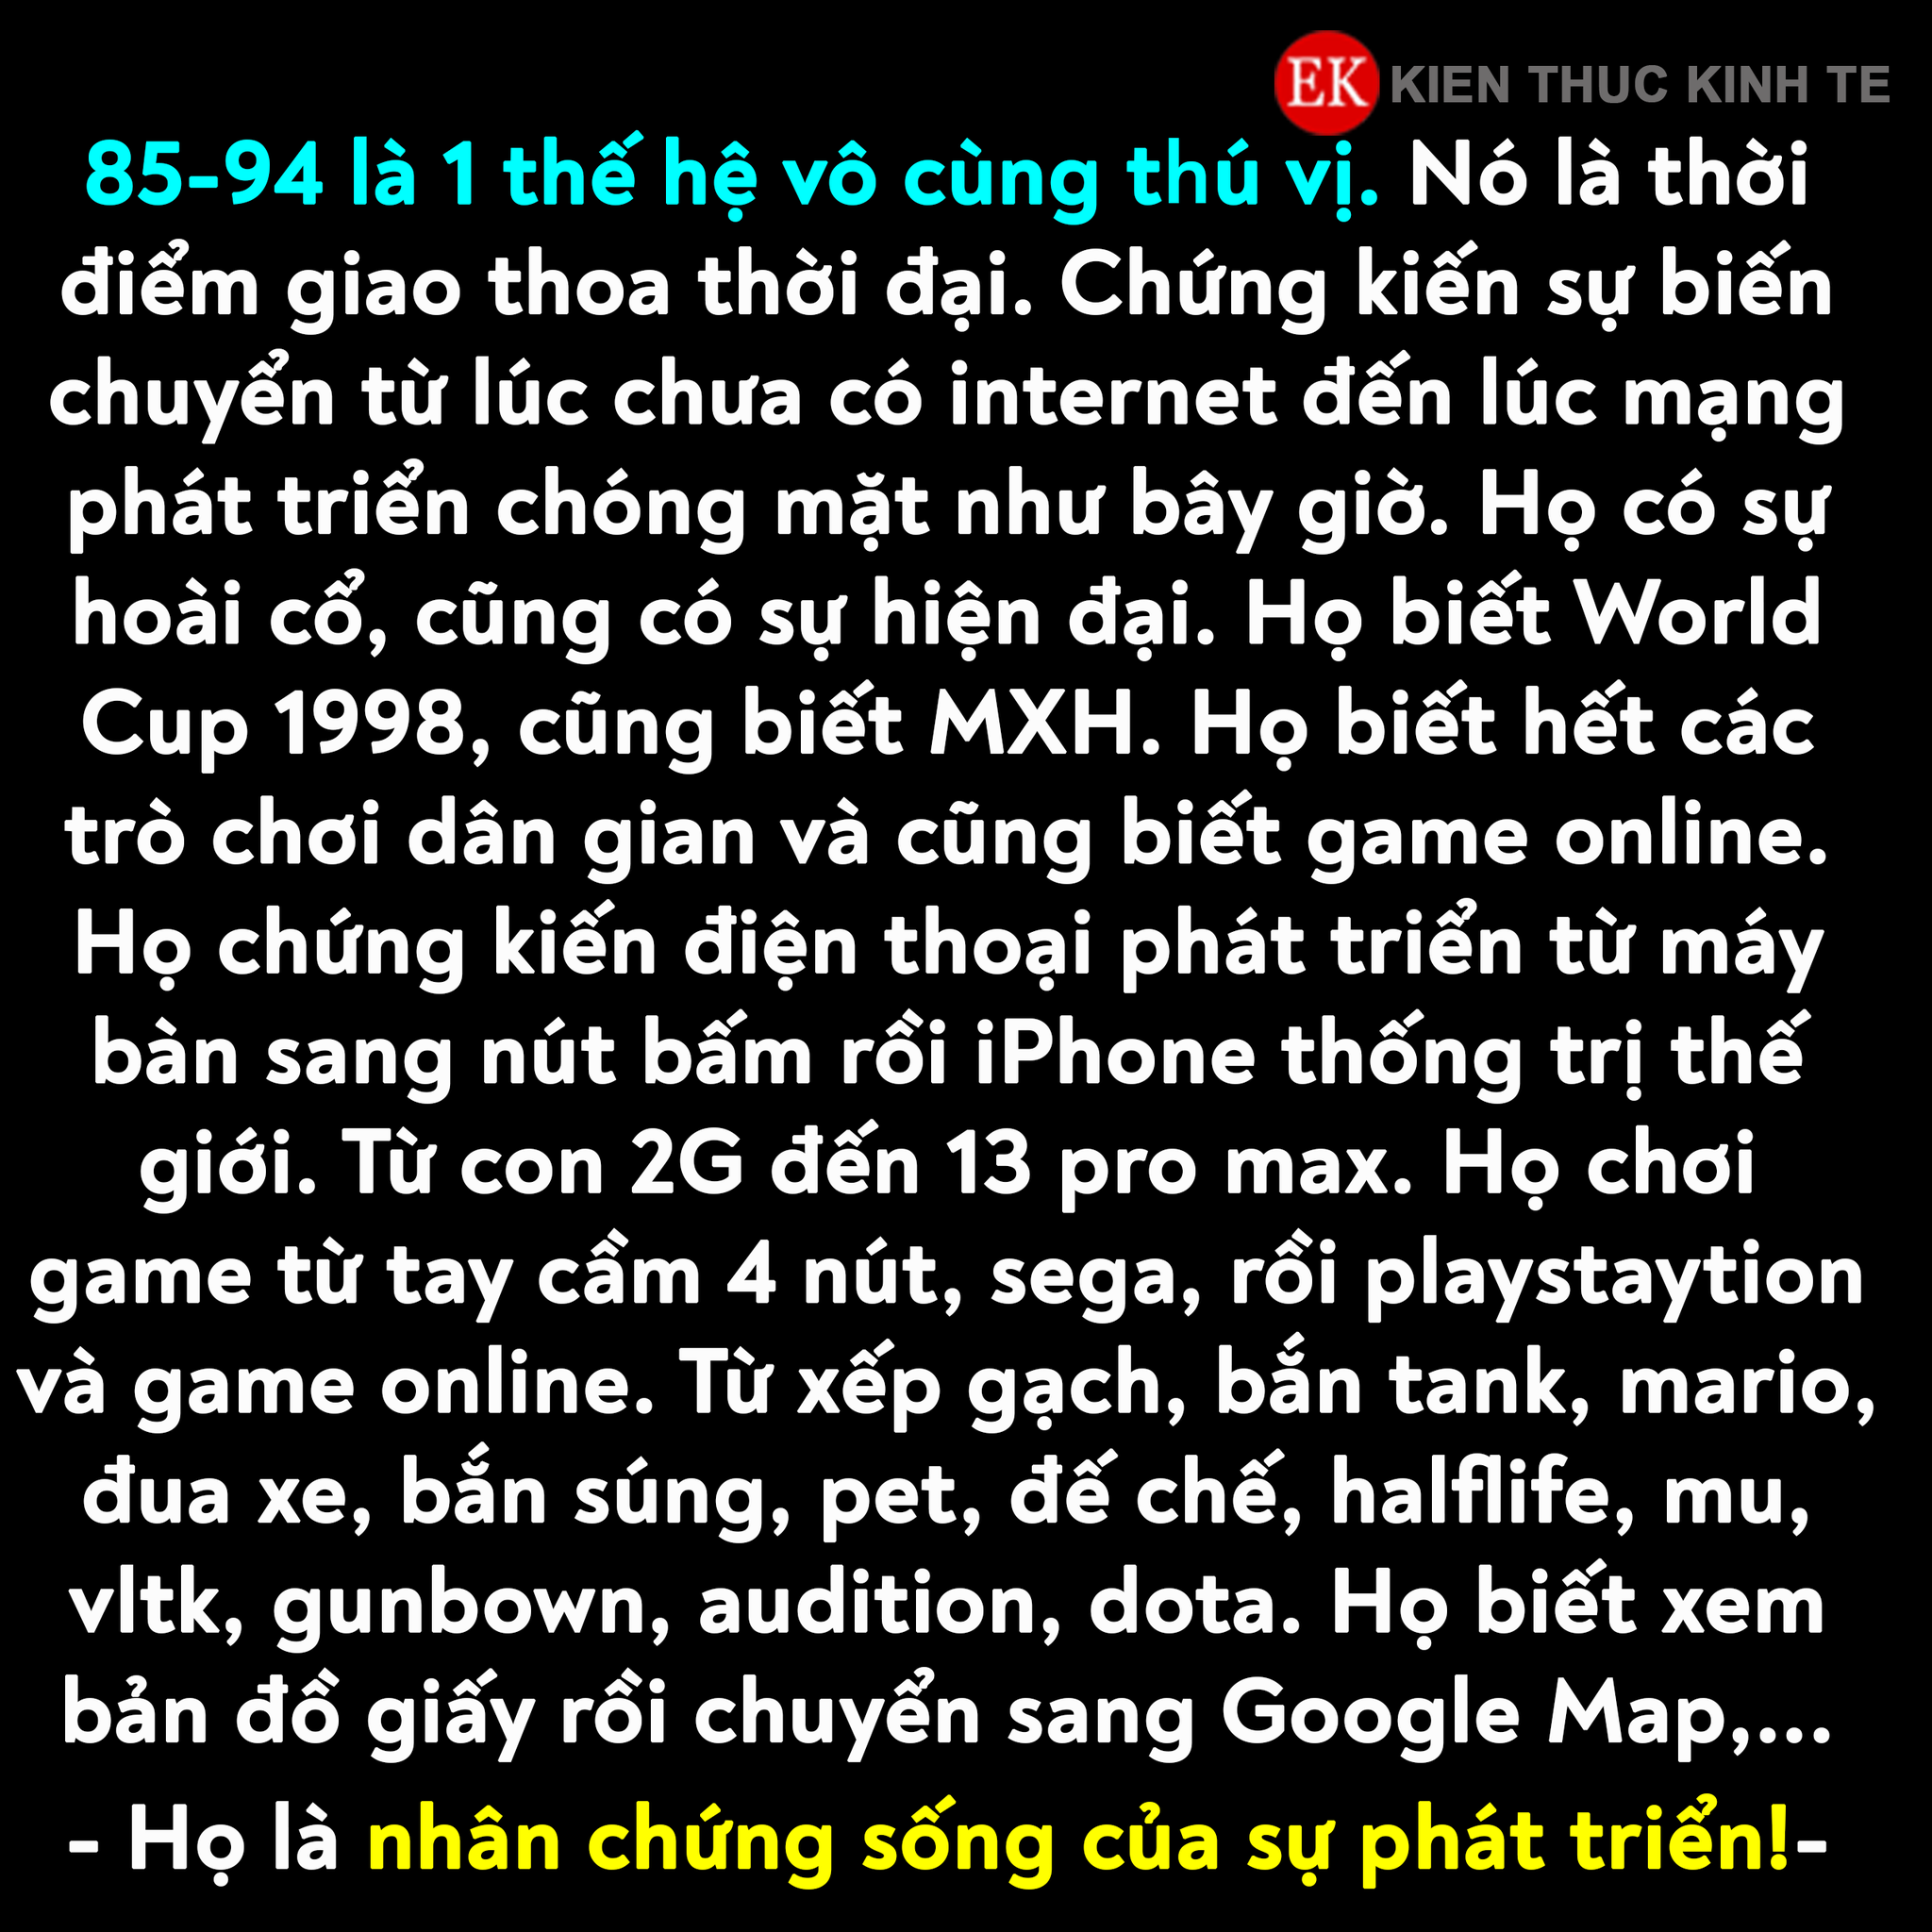 EK KIEN THUC KINH TE
85-94 là 1 thế hệ vô cùng thú vị. Nó là thời
điểm giao thoa thời đại. Chứng kiến sự biến
chuyển từ lúc chưa có internet đến lúc mạng
phát triển chóng mặt như bây giờ. Họ có sự
hoài cổ, cũng có sự hiện đại. Họ biết World
Cup 1998, cũng biết MXH. Họ biết hết các
trò chơi dân gian và cũng biết game online.
Họ chứng kiến điện thoại phát triển từ máy
bàn sang nút bấm rồi iPhone thống trị thế
giới. Từ con 2G đến 13 pro max. Họ chơi
game từ tay cầm 4 nút, sega, rồi playstaytion
và game online. Từ xếp gạch, bắn tank, mario,
đua xe, bắn súng, pet, đế chế, halflife, mu,
vltk, gunbown, audition, dota. Họ biết xem
bản đồ giấy rồi chuyển sang Google Map,...
- Họ là nhân chứng sống của sự phát triển!-